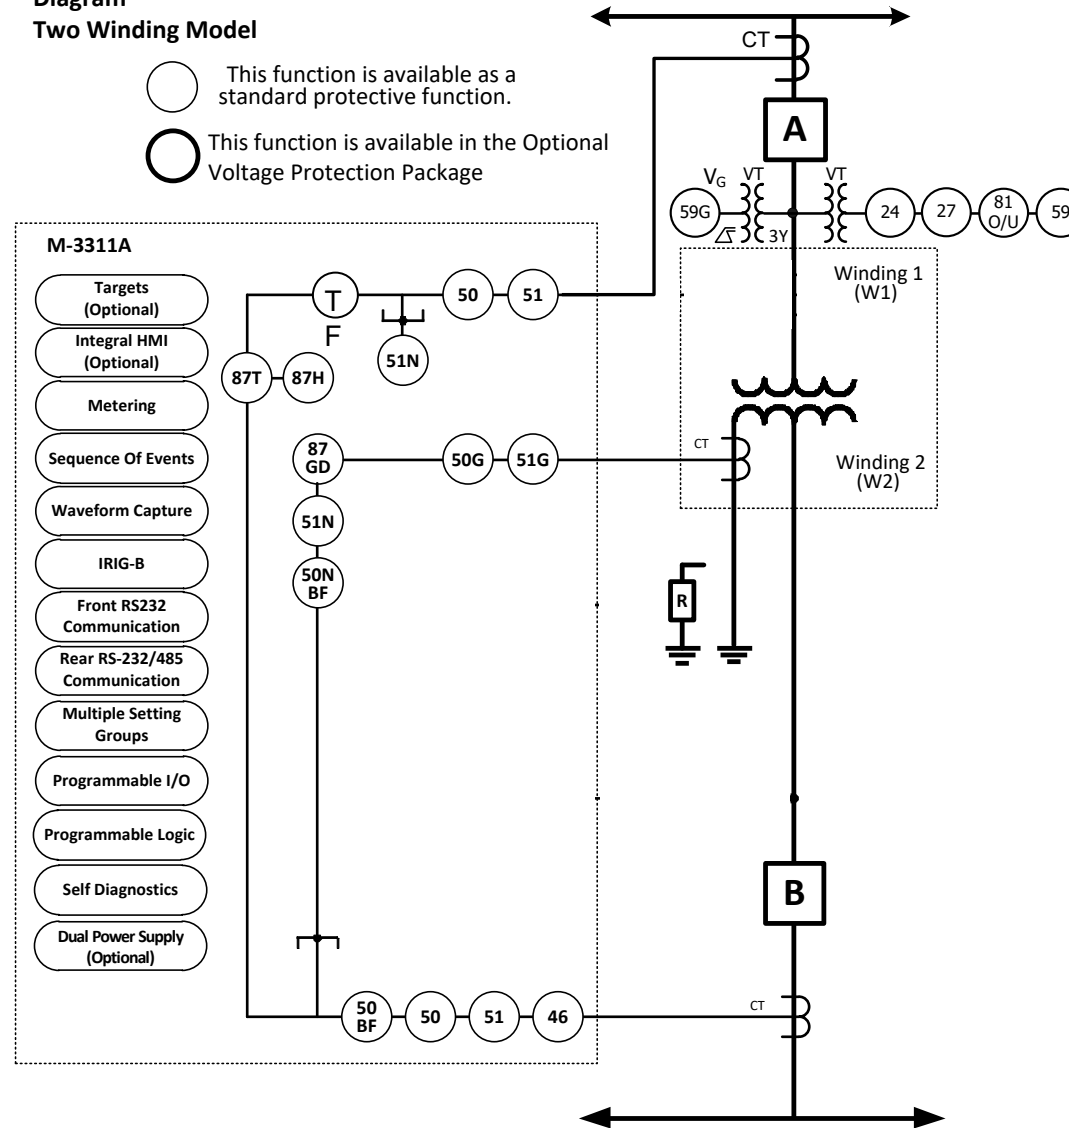 Diagram
Two Winding Model
This function is available as a
standard protective function.
This function is available in the Optional
Voltage Protection Package
CT
A
VG
VT
VT
59G
3Y
24
27
81
O/U
59
M-3311A
Targets
(Optional)
Integral HMI
(Optional)
Metering
Sequence Of Events
Waveform Capture
IRIG-B
Front RS232
Communication
Rear RS-232/485
Communication
Multiple Setting
Groups
Programmable I/O
Programmable Logic
Self Diagnostics
Dual Power Supply
(Optional)
T
F
50
51
51N
87T
87H
87
GD
50G
51G
51N
50N
BF
CT
Winding 1
(W1)
Winding 2
(W2)
R
B
50
BF
50
51
46
CT